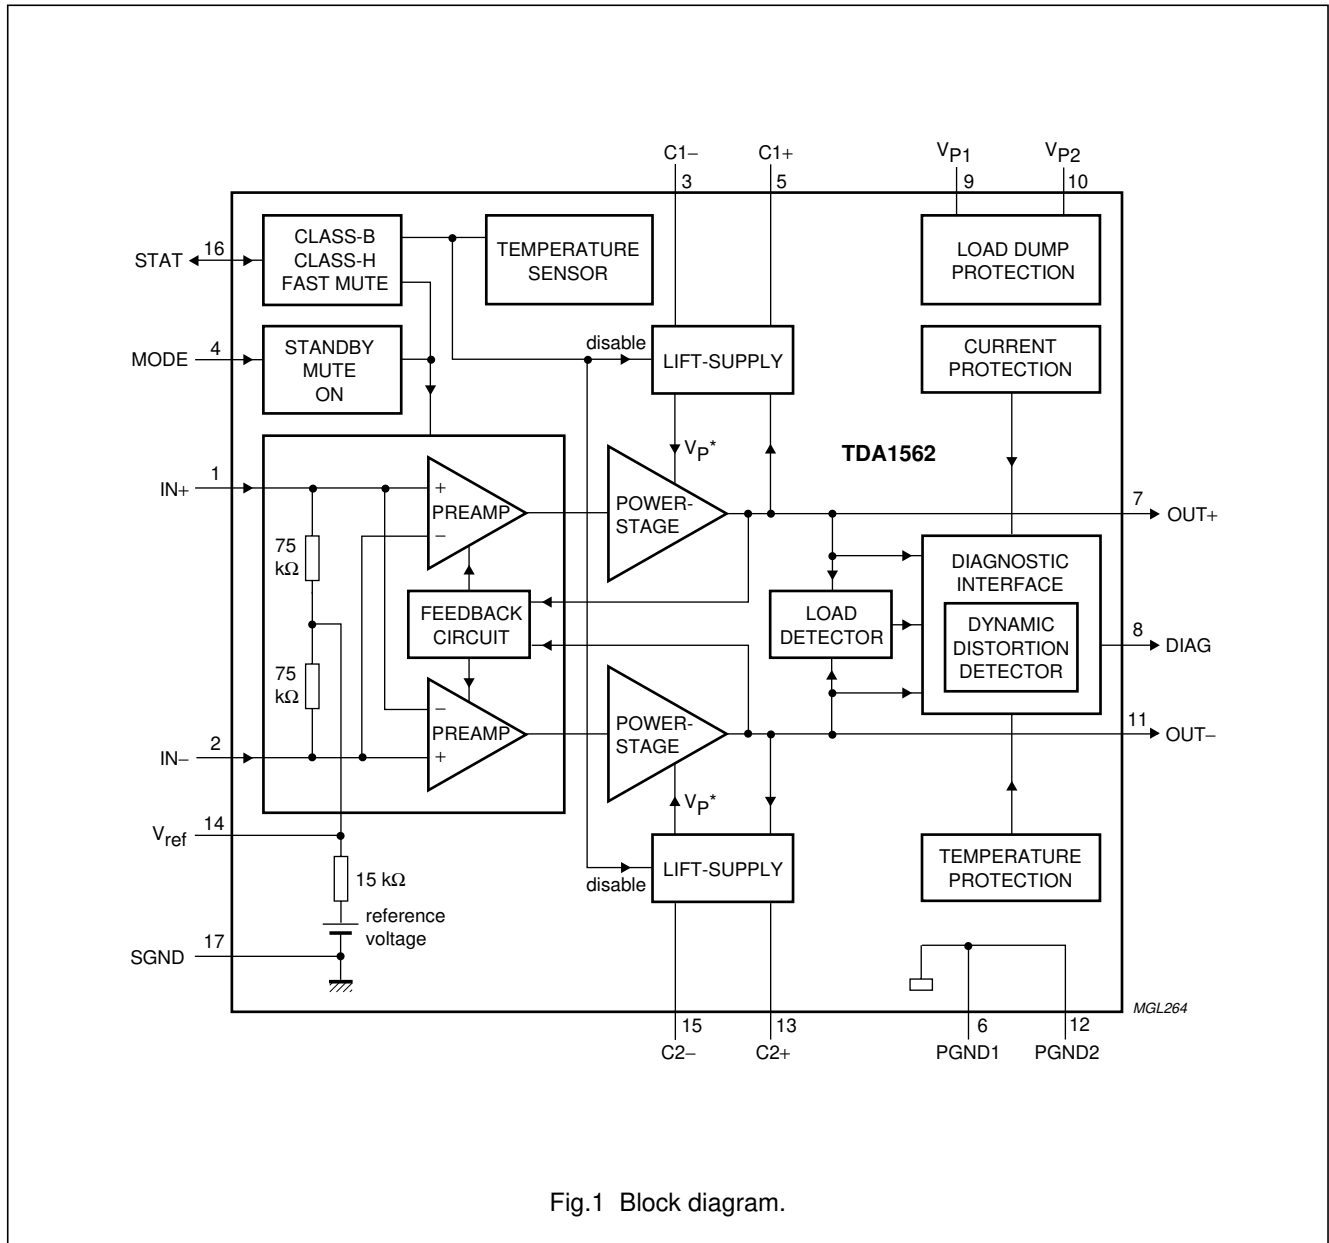 C1−
3
C1+
5
VP1
9
VP2
10
STAT
16
CLASS-B
CLASS-H
FAST MUTE
TEMPERATURE
SENSOR
LOAD DUMP
PROTECTION
MODE
4
STANDBY
MUTE
ON
disable
LIFT-SUPPLY
CURRENT
PROTECTION
VP*
TDA1562
IN+
1
+
PREAMP
−
POWER-
STAGE
7
OUT+
75
kΩ
FEEDBACK
CIRCUIT
LOAD
DETECTOR
DIAGNOSTIC
INTERFACE
DYNAMIC
DISTORTION
DETECTOR
8
DIAG
75
kΩ
−
PREAMP
+
POWER-
STAGE
11
OUT−
IN−
2
VP*
Vref
14
15 kΩ
disable
LIFT-SUPPLY
TEMPERATURE
PROTECTION
reference
voltage
SGND
17
15
C2−
13
C2+
6
PGND1
12
PGND2
MGL264
Fig.1 Block diagram.